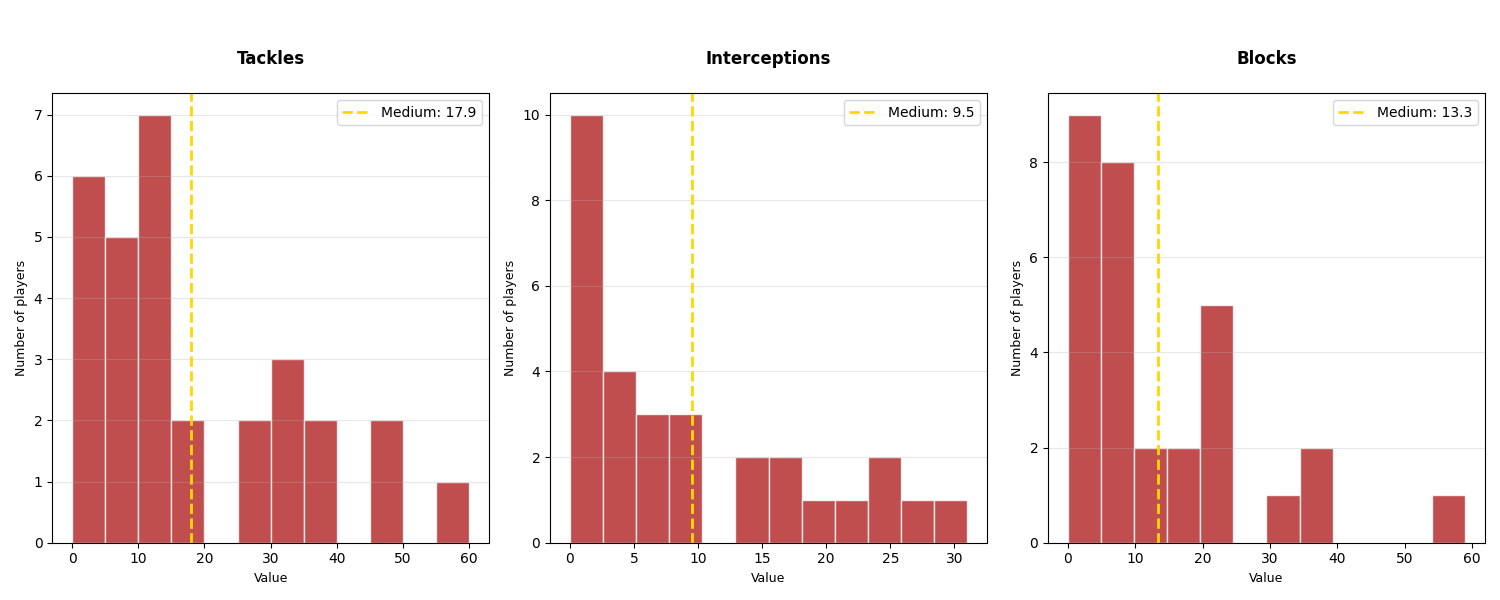 Tackles
Medium: 17.9
Number of players
7
6
5
4
3
2
1
0
0 10 20 30 40 50 60
Value
Interceptions
Medium: 9.5
Number of players
10
8
6
4
2
0
0 5 10 15 20 25 30
Value
Blocks
Medium: 13.3
Number of players
8
6
4
2
0
0 10 20 30 40 50 60
Value